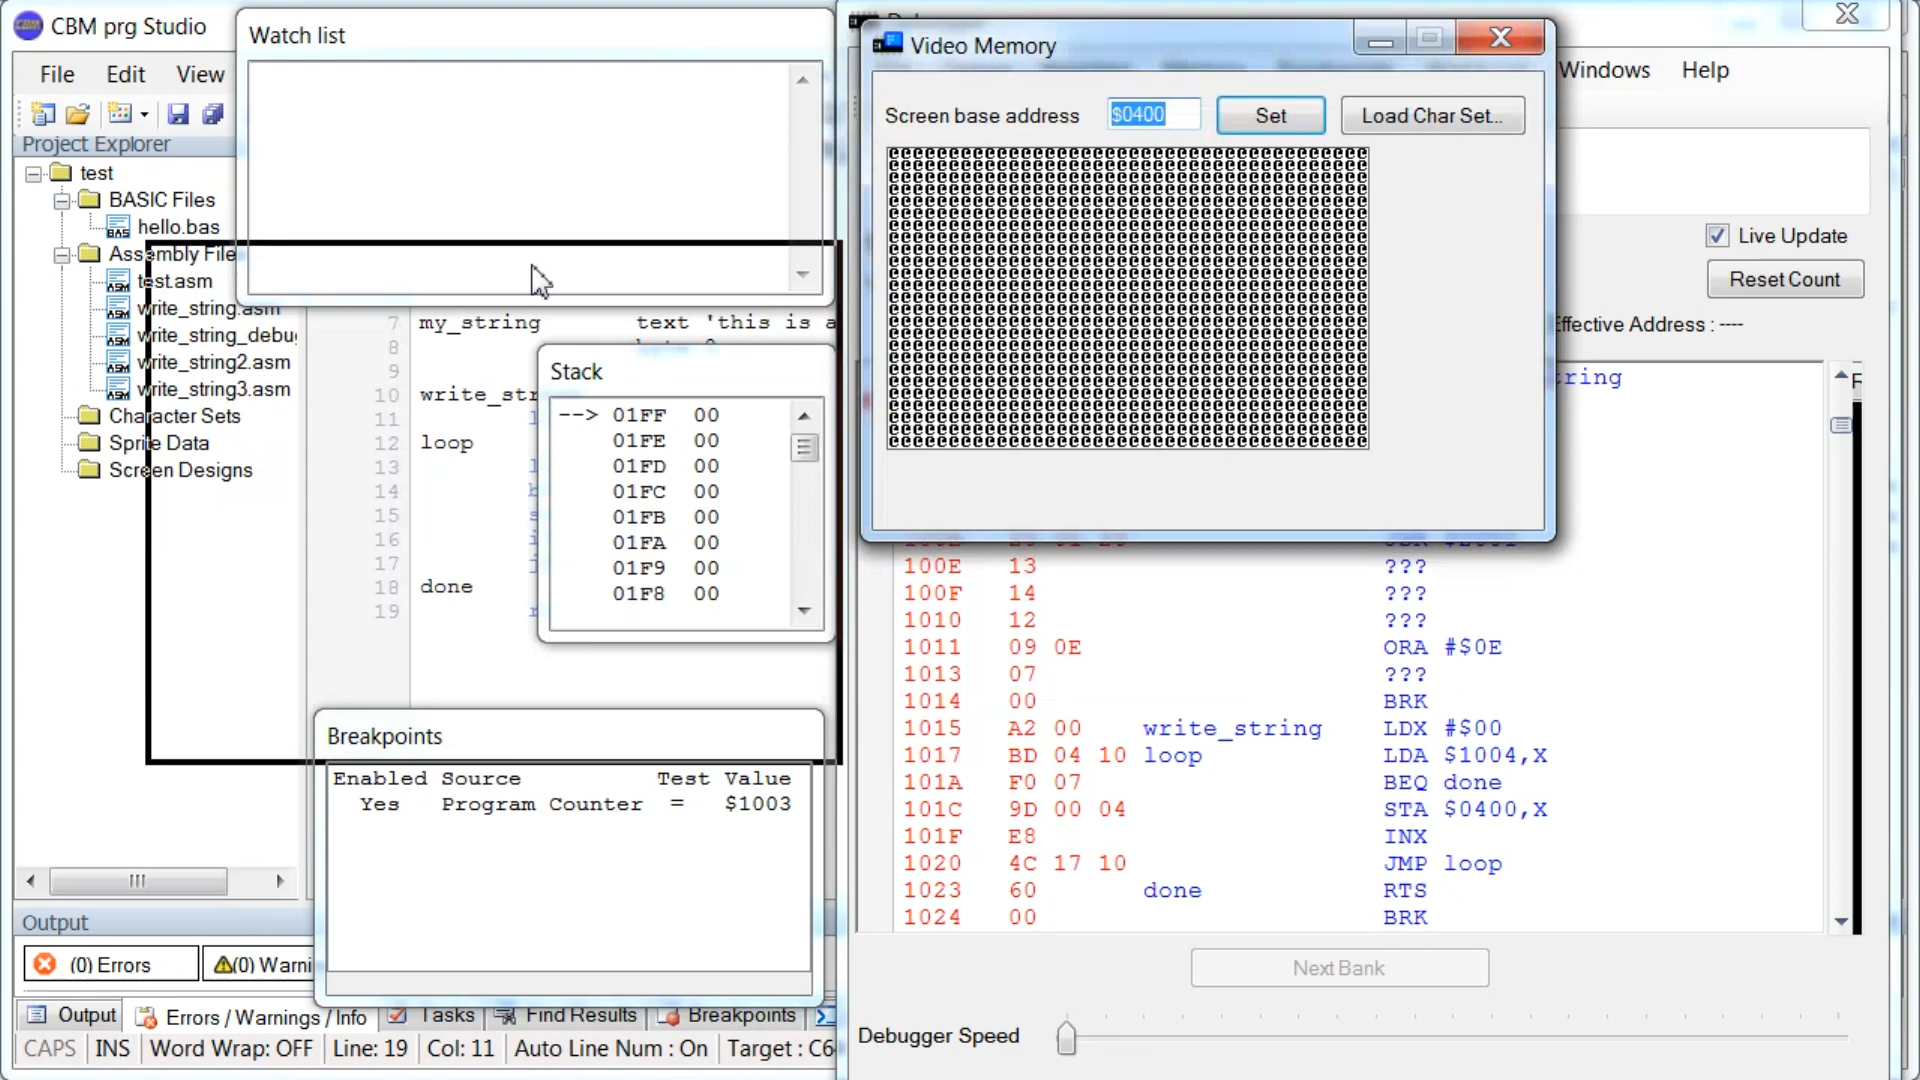 CBM prg Studio
File Edit View
Project Explorer
test
BASIC Files
hello.bas
Assembly File
test.asm
write_string.asm
write_string_debu
write_string2.asm
write_string3.asm
Character Sets
Sprite Data
Screen Designs
Watch list
7 my_string text 'this is a
8
9
10 write_str
11
12 loop
13
14
15
16
17
18 done
19
Stack
--> 01FF 00
01FE 00
01FD 00
01FC 00
01FB 00
01FA 00
01F9 00
01F8 00
Breakpoints
Enabled Source Test Value
Yes Program Counter = $1003
Output
(0) Errors (0) Warni
Output Errors / Warnings / Info Tasks Find Results Breakpoints
CAPS INS Word Wrap: OFF Line: 19 Col: 11 Auto Line Num : On Target : C6
Video Memory
Screen base address $0400 Set Load Char Set...
Windows Help
Live Update
Reset Count
Effective Address : ----
tring
100E 13 ???
100F 14 ???
1010 12 ???
1011 09 0E ORA #$0E
1013 07 ???
1014 00 BRK
1015 A2 00 write_string LDX #$00
1017 BD 04 10 loop LDA $1004,X
101A F0 07 BEQ done
101C 9D 00 04 STA $0400,X
101F E8 INX
1020 4C 17 10 JMP loop
1023 60 done RTS
1024 00 BRK
Next Bank
Debugger Speed